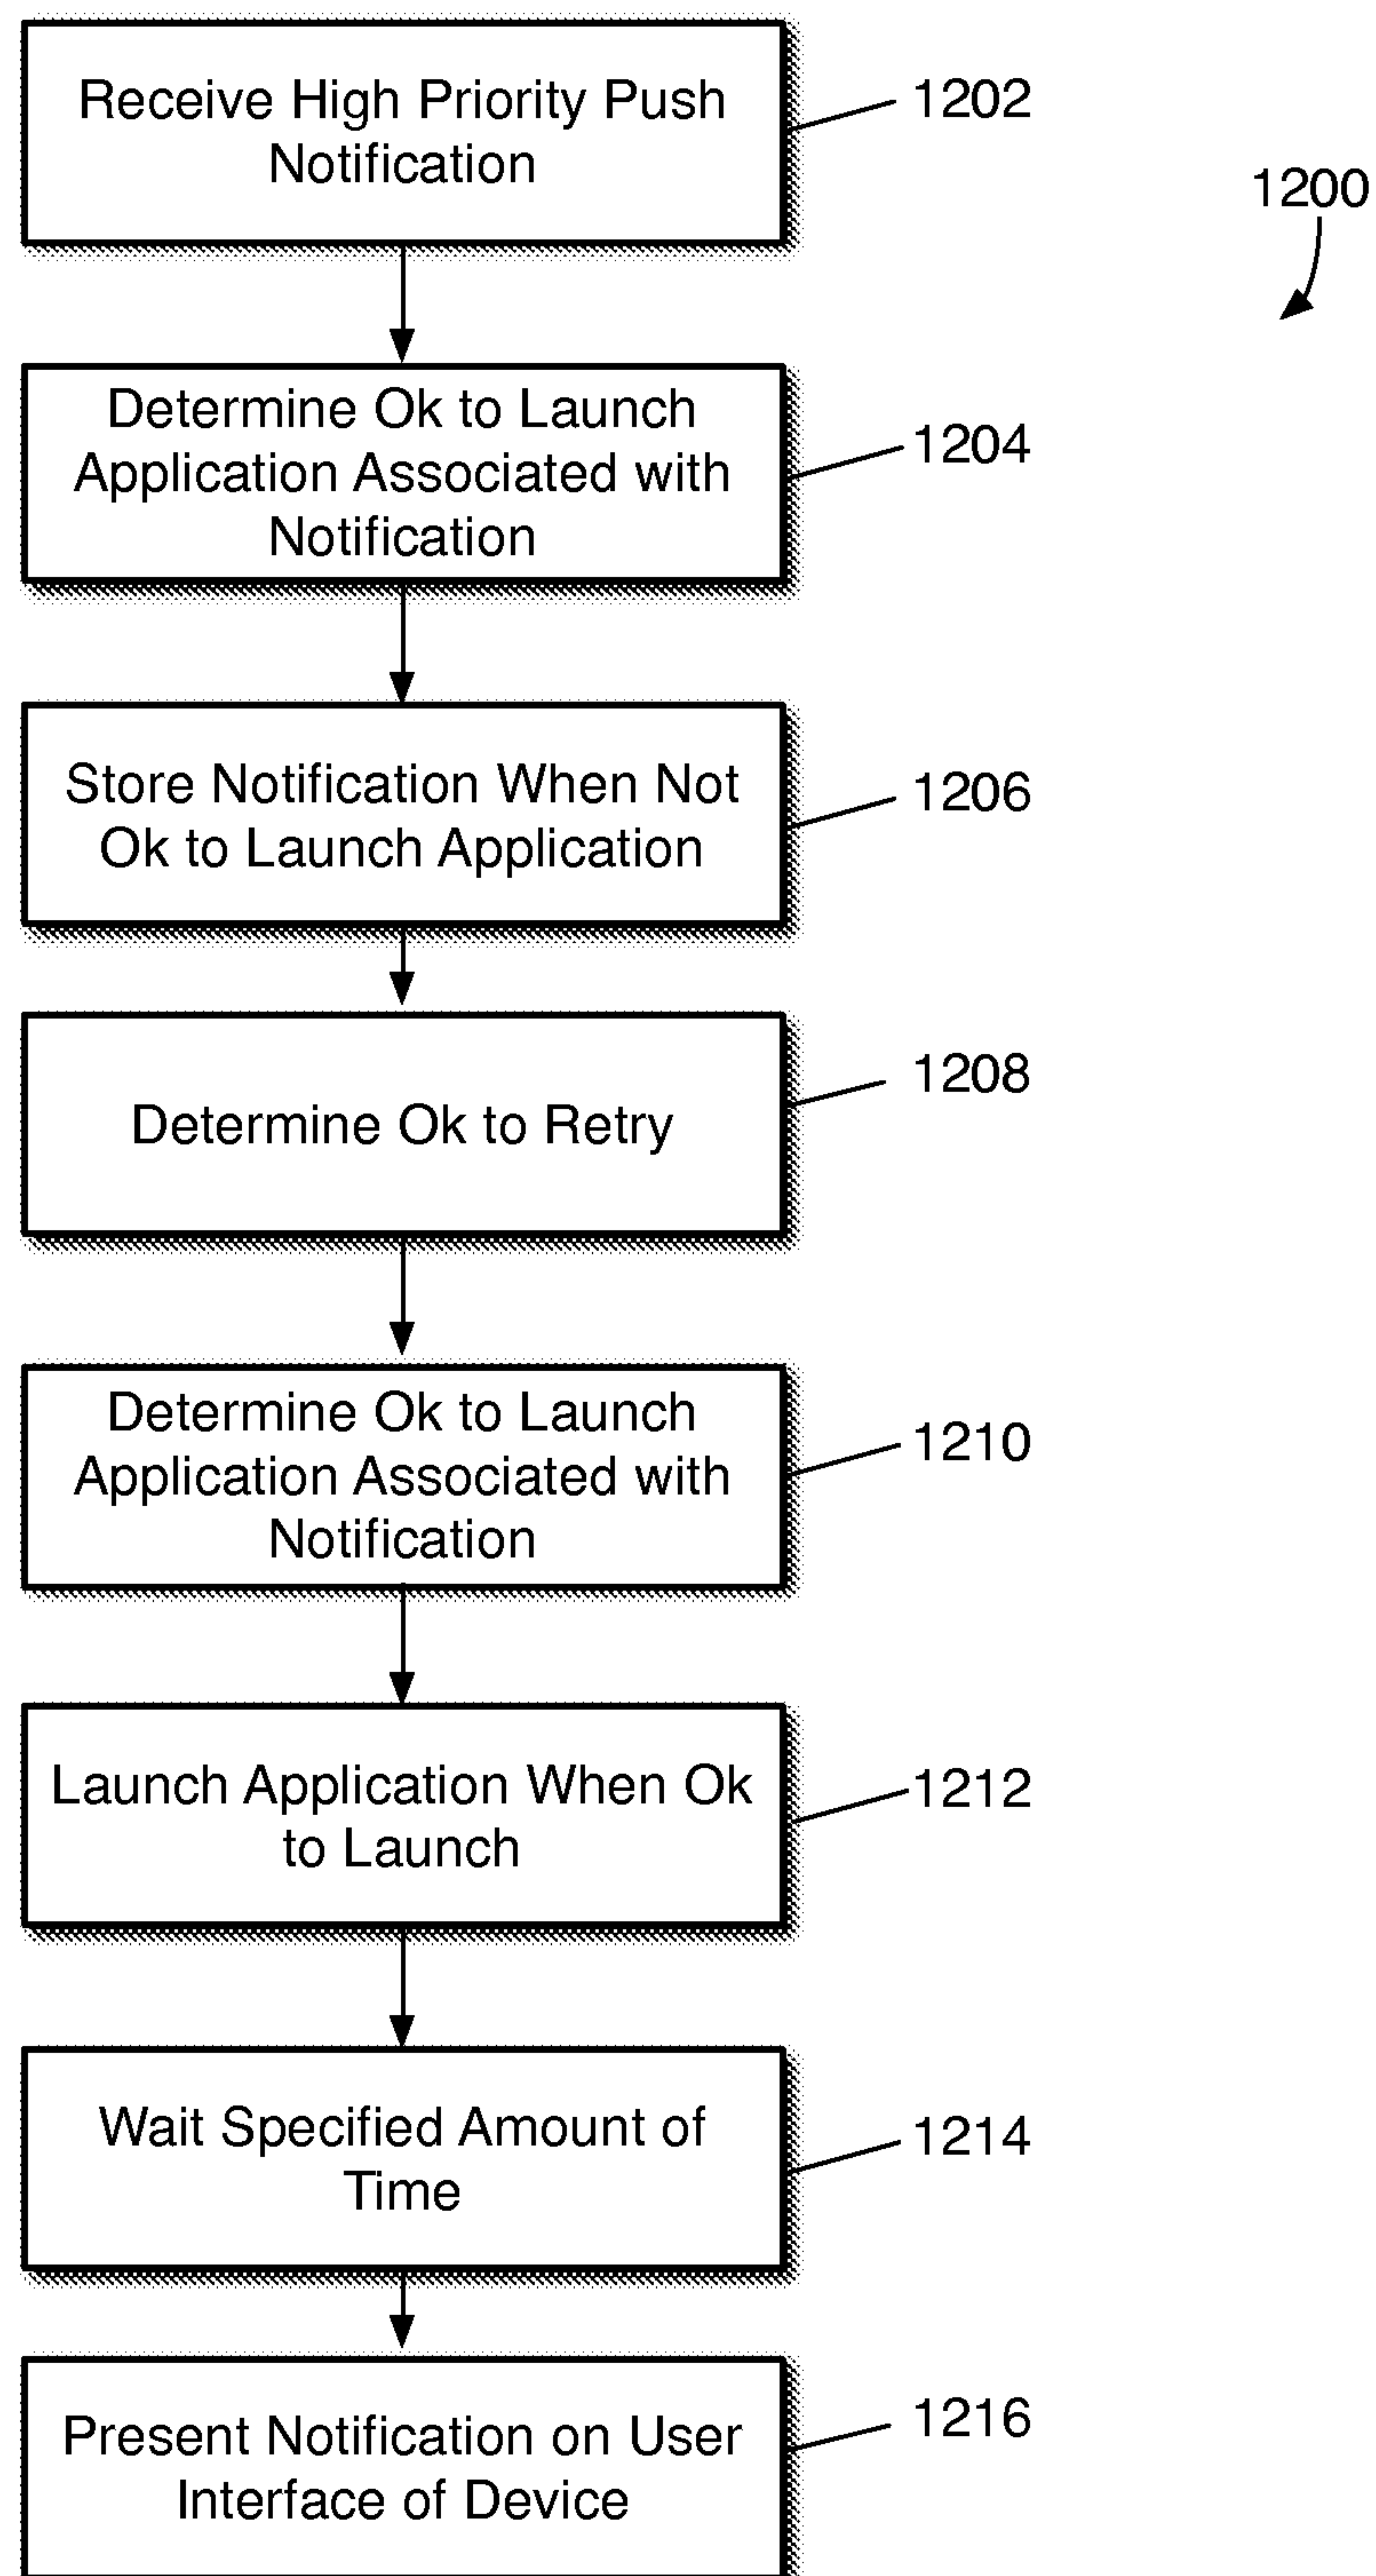 Receive High Priority Push
Notification
1202
1200
Determine Ok to Launch
Application Associated with
Notification
1204
Store Notification When Not
Ok to Launch Application
1206
Determine Ok to Retry
1208
Determine Ok to Launch
Application Associated with
Notification
1210
Launch Application When Ok
to Launch
1212
Wait Specified Amount of
Time
1214
Present Notification on User
Interface of Device
1216